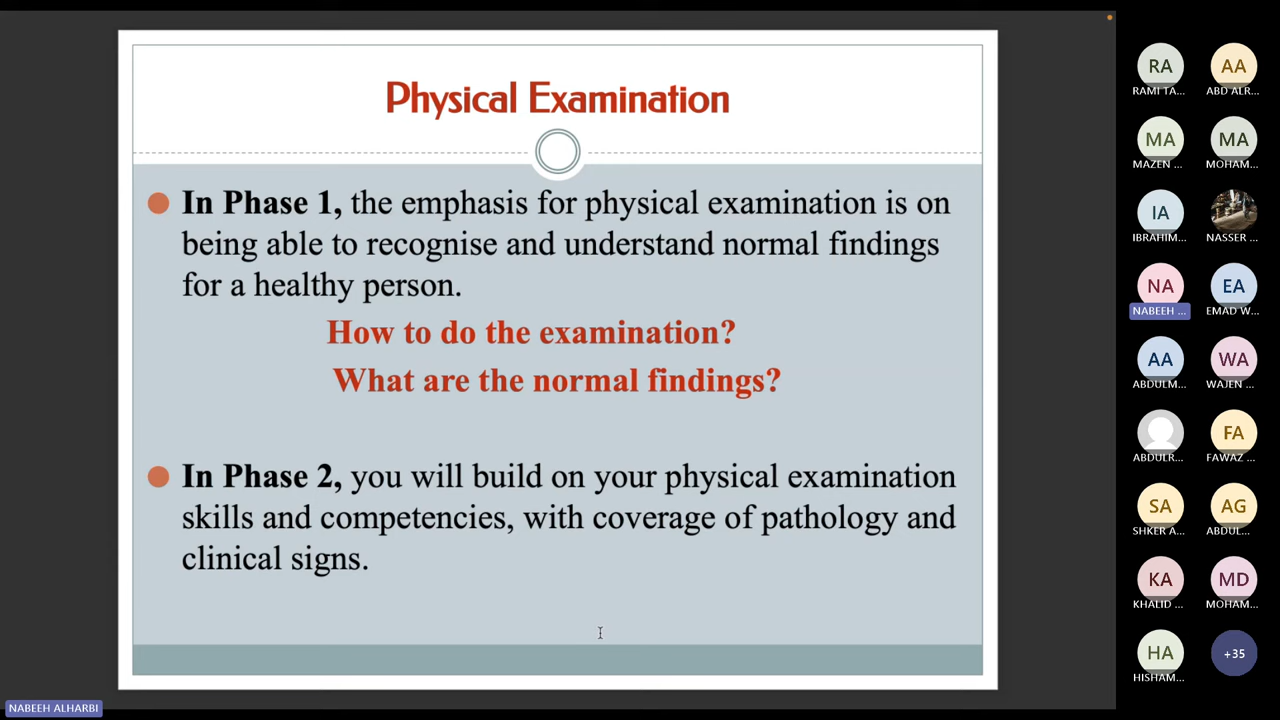 Physical Examination
In Phase 1, the emphasis for physical examination is on
being able to recognise and understand normal findings
for a healthy person.
How to do the examination?
What are the normal findings?
In Phase 2, you will build on your physical examination
skills and competencies, with coverage of pathology and
clinical signs.
NABEEH ALHARBI
RA
RAMI TA...
AA
ABD ALR...
MA
MAZEN ...
MA
MOHAM...
IA
IBRAHIM...
NASSER ...
NA
NABEEH ...
EA
EMAD W...
AA
ABDULM...
WA
WAJEN ...
ABDULR...
FA
FAWAZ ...
SA
SHKER A...
AG
ABDUL...
KA
KHALID ...
MD
MOHAM...
HA
HISHAM...
+35